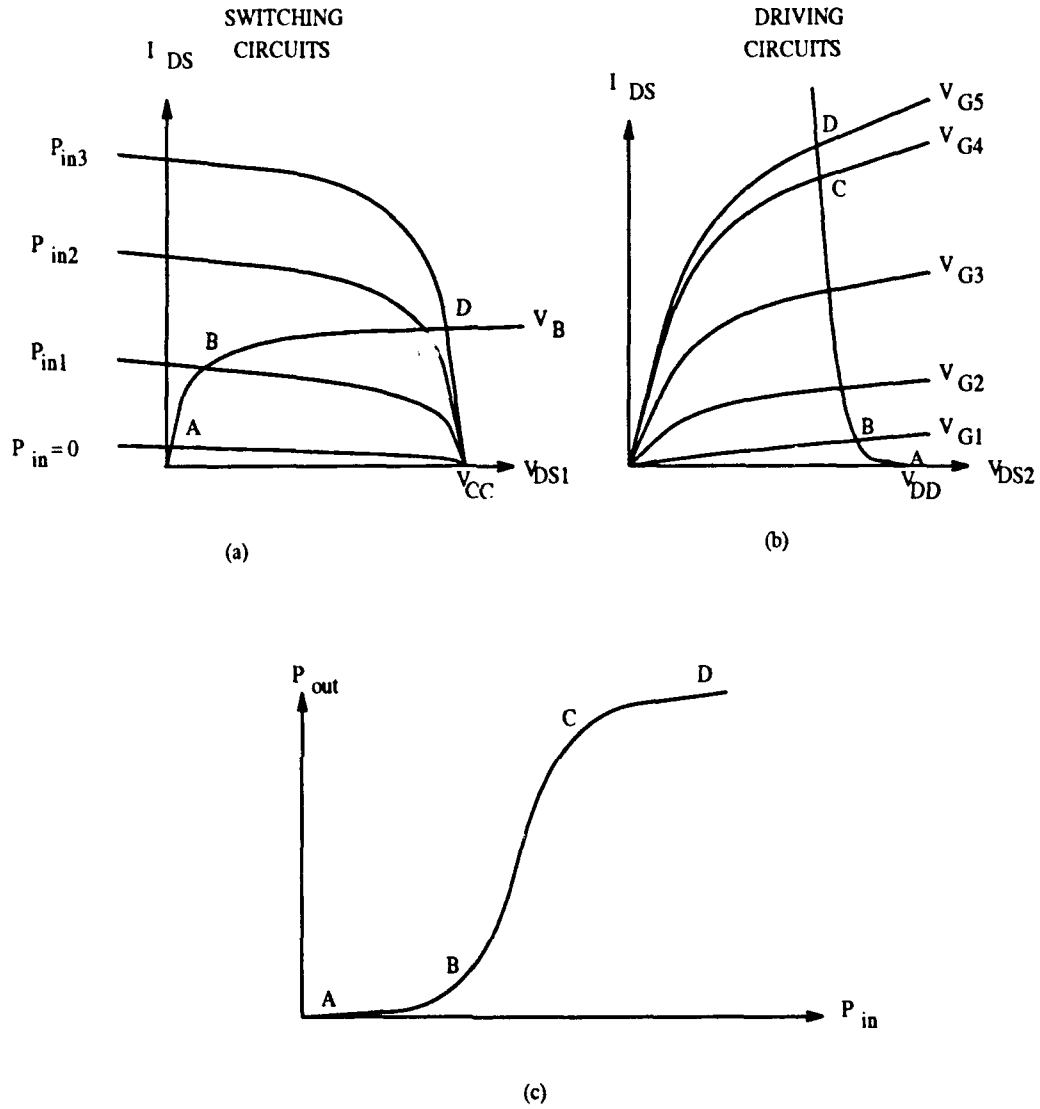 SWITCHING
CIRCUITS
I DS
P in3
P in2
P in1
P in = 0
A
B
D
V B
V CC
V DS1
(a)
DRIVING
CIRCUITS
I DS
D
C
B
A
V G5
V G4
V G3
V G2
V G1
V DD
V DS2
(b)
P out
A
B
C
D
P in
(c)